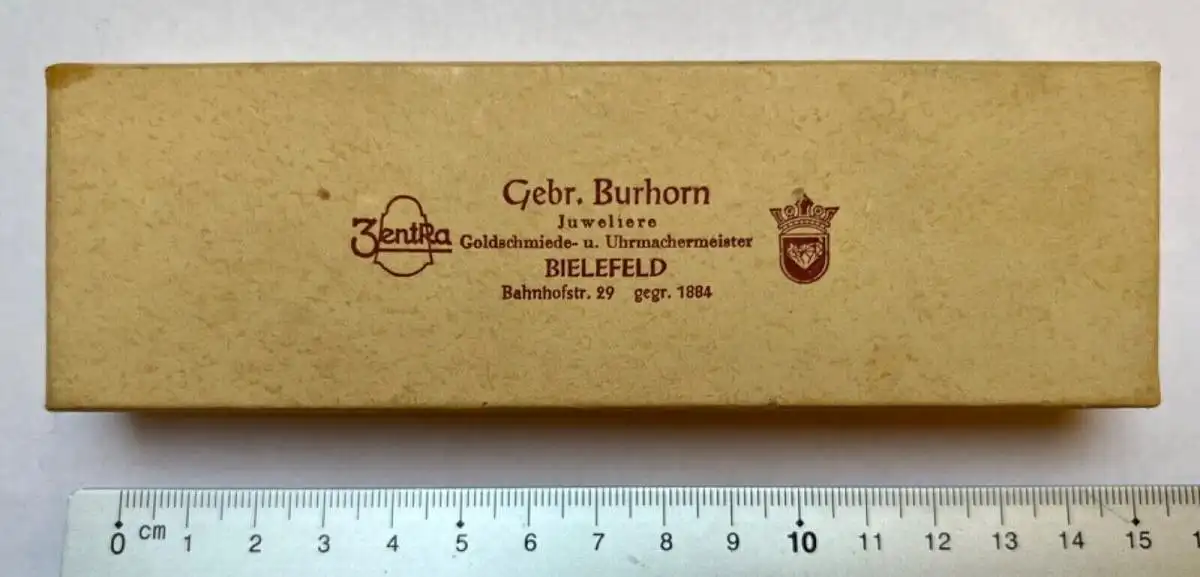 Gebr. Burhorn
Juweliere
ZentRa
Goldschmiede- u. Uhrmachermeister
BIELEFELD
Bahnhofstr. 29 gegr. 1884
cm
0 1 2 3 4 5 6 7 8 9 10 11 12 13 14 15